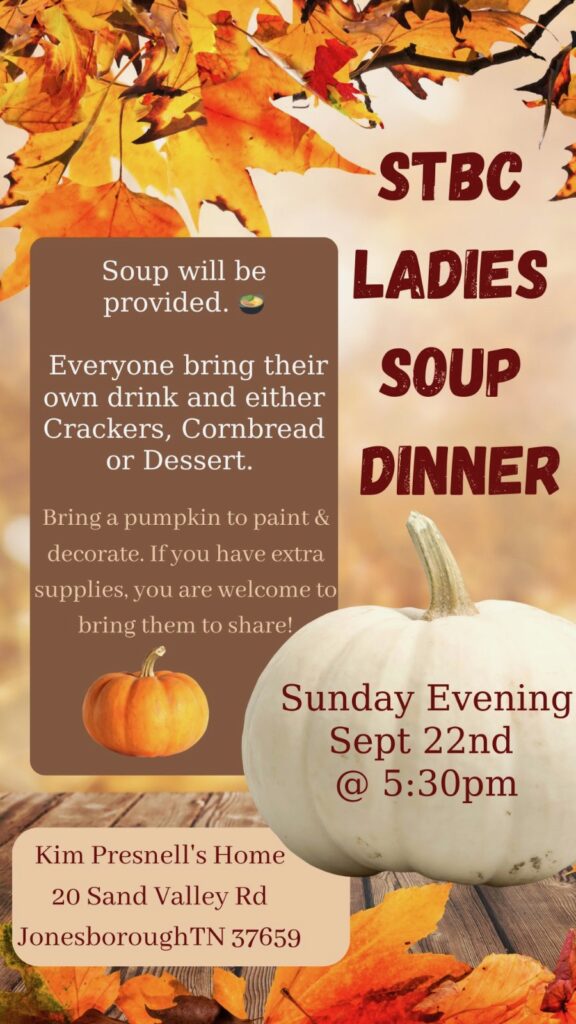 STBC
LADIES
SOUP
DINNER
Soup will be
provided. 🍲
Everyone bring their
own drink and either
Crackers, Cornbread
or Dessert.
Bring a pumpkin to paint &
decorate. If you have extra
supplies, you are welcome to
bring them to share!
Sunday Evening
Sept 22nd
@ 5:30pm
Kim Presnell's Home
20 Sand Valley Rd
JonesboroughTN 37659